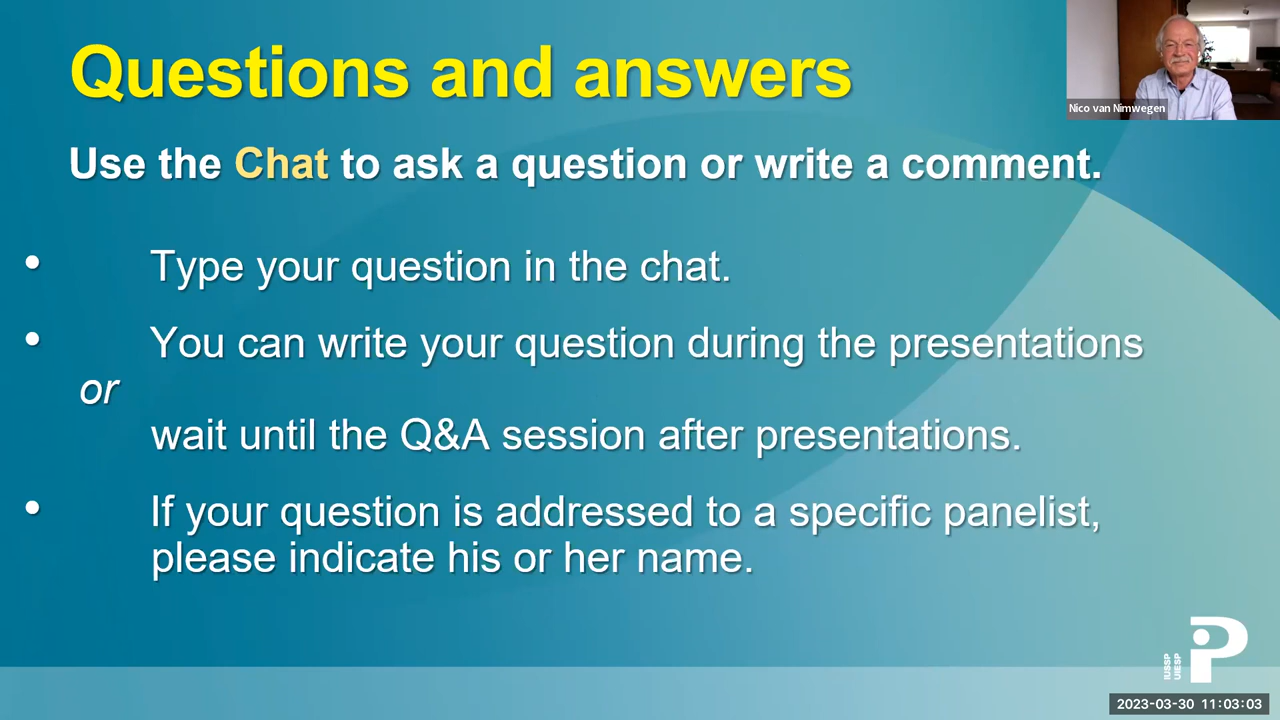 Questions and answers
Nico van Nimwegen
Use the Chat to ask a question or write a comment.
• Type your question in the chat.
• You can write your question during the presentations
or
wait until the Q&A session after presentations.
• If your question is addressed to a specific panelist,
please indicate his or her name.
IUSSP
UIESP
2023-03-30 11:03:03